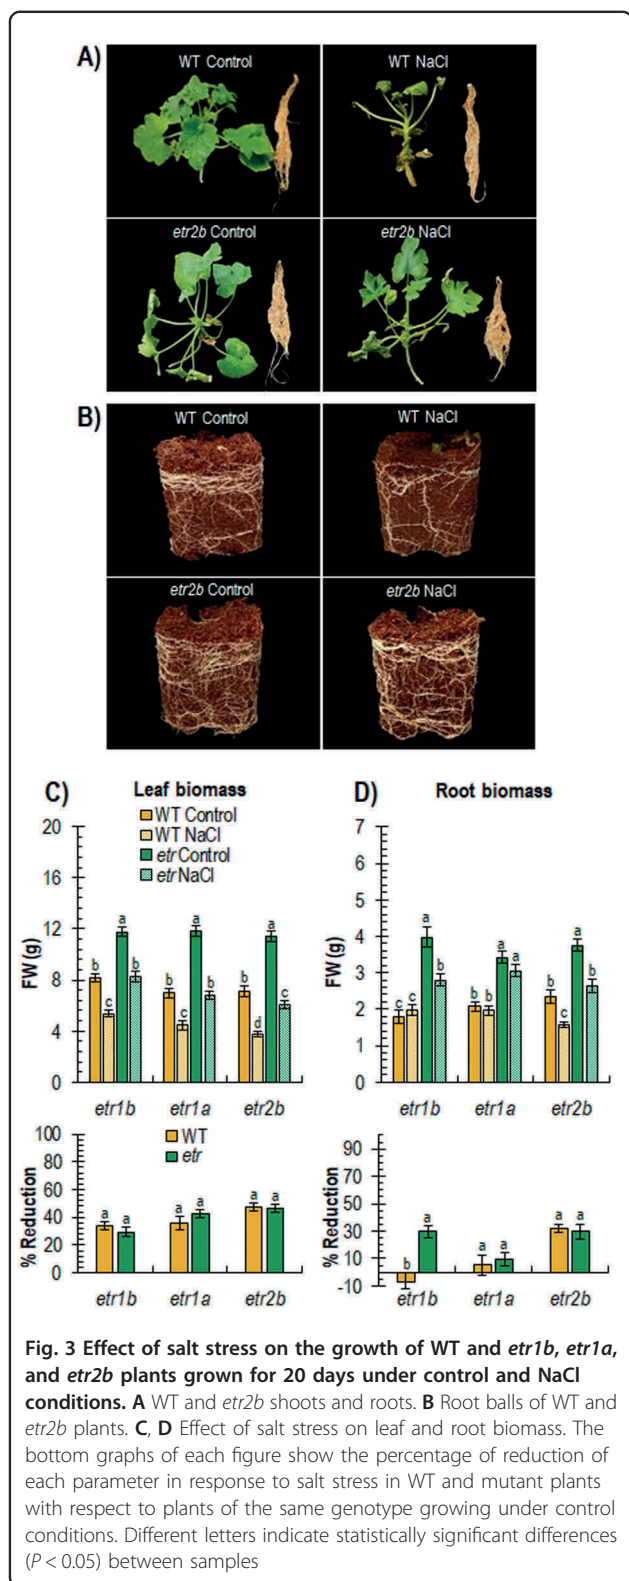 A)
WT Control
WT NaCl
etr2b Control
etr2b NaCl
B)
WT Control
WT NaCl
etr2b Control
etr2b NaCl
C)
Leaf biomass
WT Control
WT NaCl
etr Control
etr NaCl
FW (g)
20
16
12
8
4
0
b
c
a
b
b
c
a
b
b
d
a
c
etr1b
etr1a
etr2b
% Reduction
100
80
60
40
20
0
WT
etr
a
a
a
a
a
a
etr1b
etr1a
etr2b
D)
Root biomass
FW (g)
7
6
5
4
3
2
1
0
c
c
a
b
b
b
a
a
b
c
a
b
etr1b
etr1a
etr2b
% Reduction
90
70
50
30
10
-10
b
a
a
a
a
a
etr1b
etr1a
etr2b
Fig. 3 Effect of salt stress on the growth of WT and etr1b, etr1a,
and etr2b plants grown for 20 days under control and NaCl
conditions. A WT and etr2b shoots and roots. B Root balls of WT and
etr2b plants. C, D Effect of salt stress on leaf and root biomass. The
bottom graphs of each figure show the percentage of reduction of
each parameter in response to salt stress in WT and mutant plants
with respect to plants of the same genotype growing under control
conditions. Different letters indicate statistically significant differences
(P < 0.05) between samples